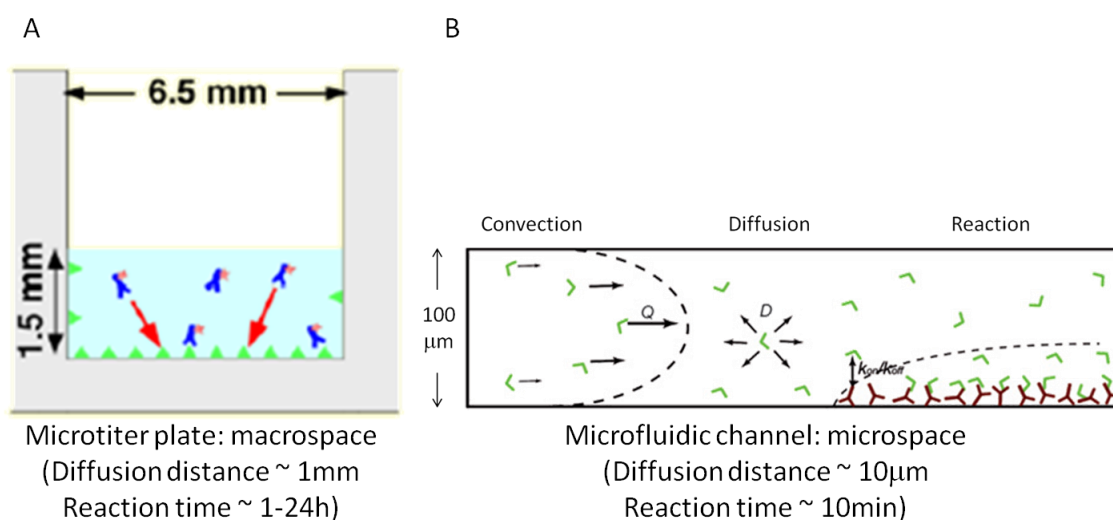 A
6.5 mm
1.5 mm
Microtiter plate: macrospace
(Diffusion distance ~ 1mm
Reaction time ~ 1-24h)
B
Convection Diffusion Reaction
100
μm
Q
D
kon/koff
Microfluidic channel: microspace
(Diffusion distance ~ 10μm
Reaction time ~ 10min)